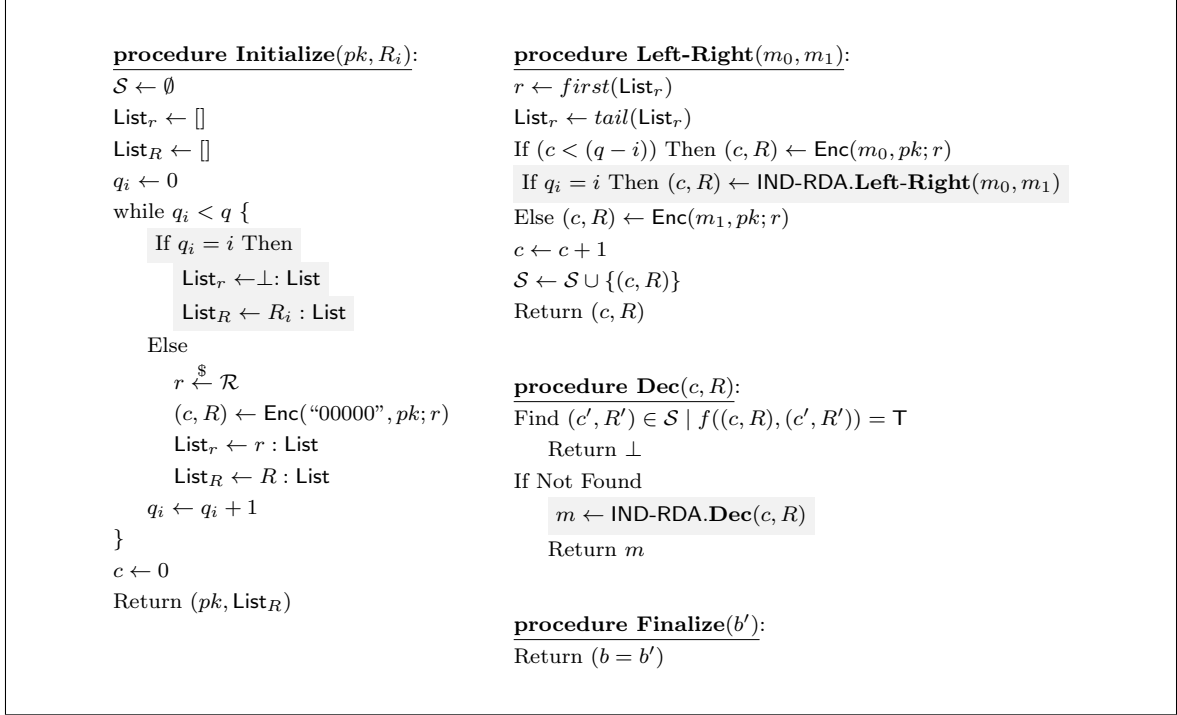 procedure Initialize(pk, R_i):
𝒮 ← ∅
List_r ← []
List_R ← []
q_i ← 0
while q_i < q {
If q_i = i Then
List_r ←⊥: List
List_R ← R_i : List
Else
r ←$ ℛ
(c, R) ← Enc(“00000”, pk; r)
List_r ← r : List
List_R ← R : List
q_i ← q_i + 1
}
c ← 0
Return (pk, List_R)
procedure Left-Right(m_0, m_1):
r ← first(List_r)
List_r ← tail(List_r)
If (c < (q − i)) Then (c, R) ← Enc(m_0, pk; r)
If q_i = i Then (c, R) ← IND-RDA.Left-Right(m_0, m_1)
Else (c, R) ← Enc(m_1, pk; r)
c ← c + 1
𝒮 ← 𝒮 ∪ {(c, R)}
Return (c, R)
procedure Dec(c, R):
Find (c′, R′) ∈ 𝒮 | f((c, R), (c′, R′)) = T
Return ⊥
If Not Found
m ← IND-RDA.Dec(c, R)
Return m
procedure Finalize(b′):
Return (b = b′)